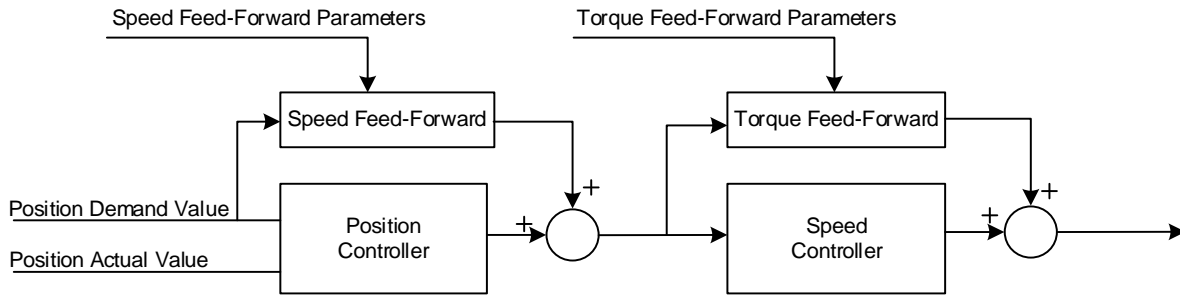 Speed Feed-Forward Parameters
Torque Feed-Forward Parameters
Speed Feed-Forward
Torque Feed-Forward
+
+
Position Demand Value
Position
Controller
+
Speed
Controller
+
Position Actual Value